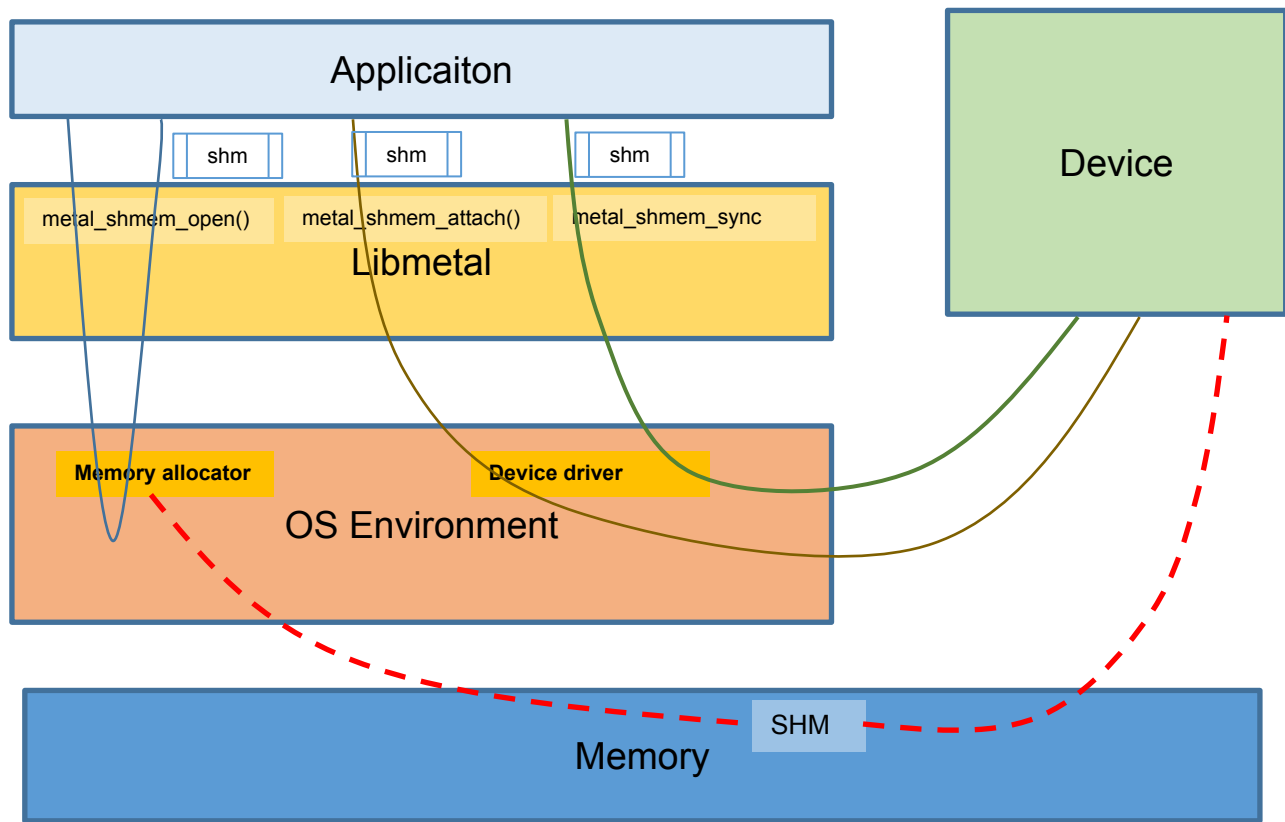 Applicaiton
Device
shm
shm
shm
metal_shmem_open()
metal_shmem_attach()
metal_shmem_sync
Libmetal
Memory allocator
Device driver
OS Environment
SHM
Memory